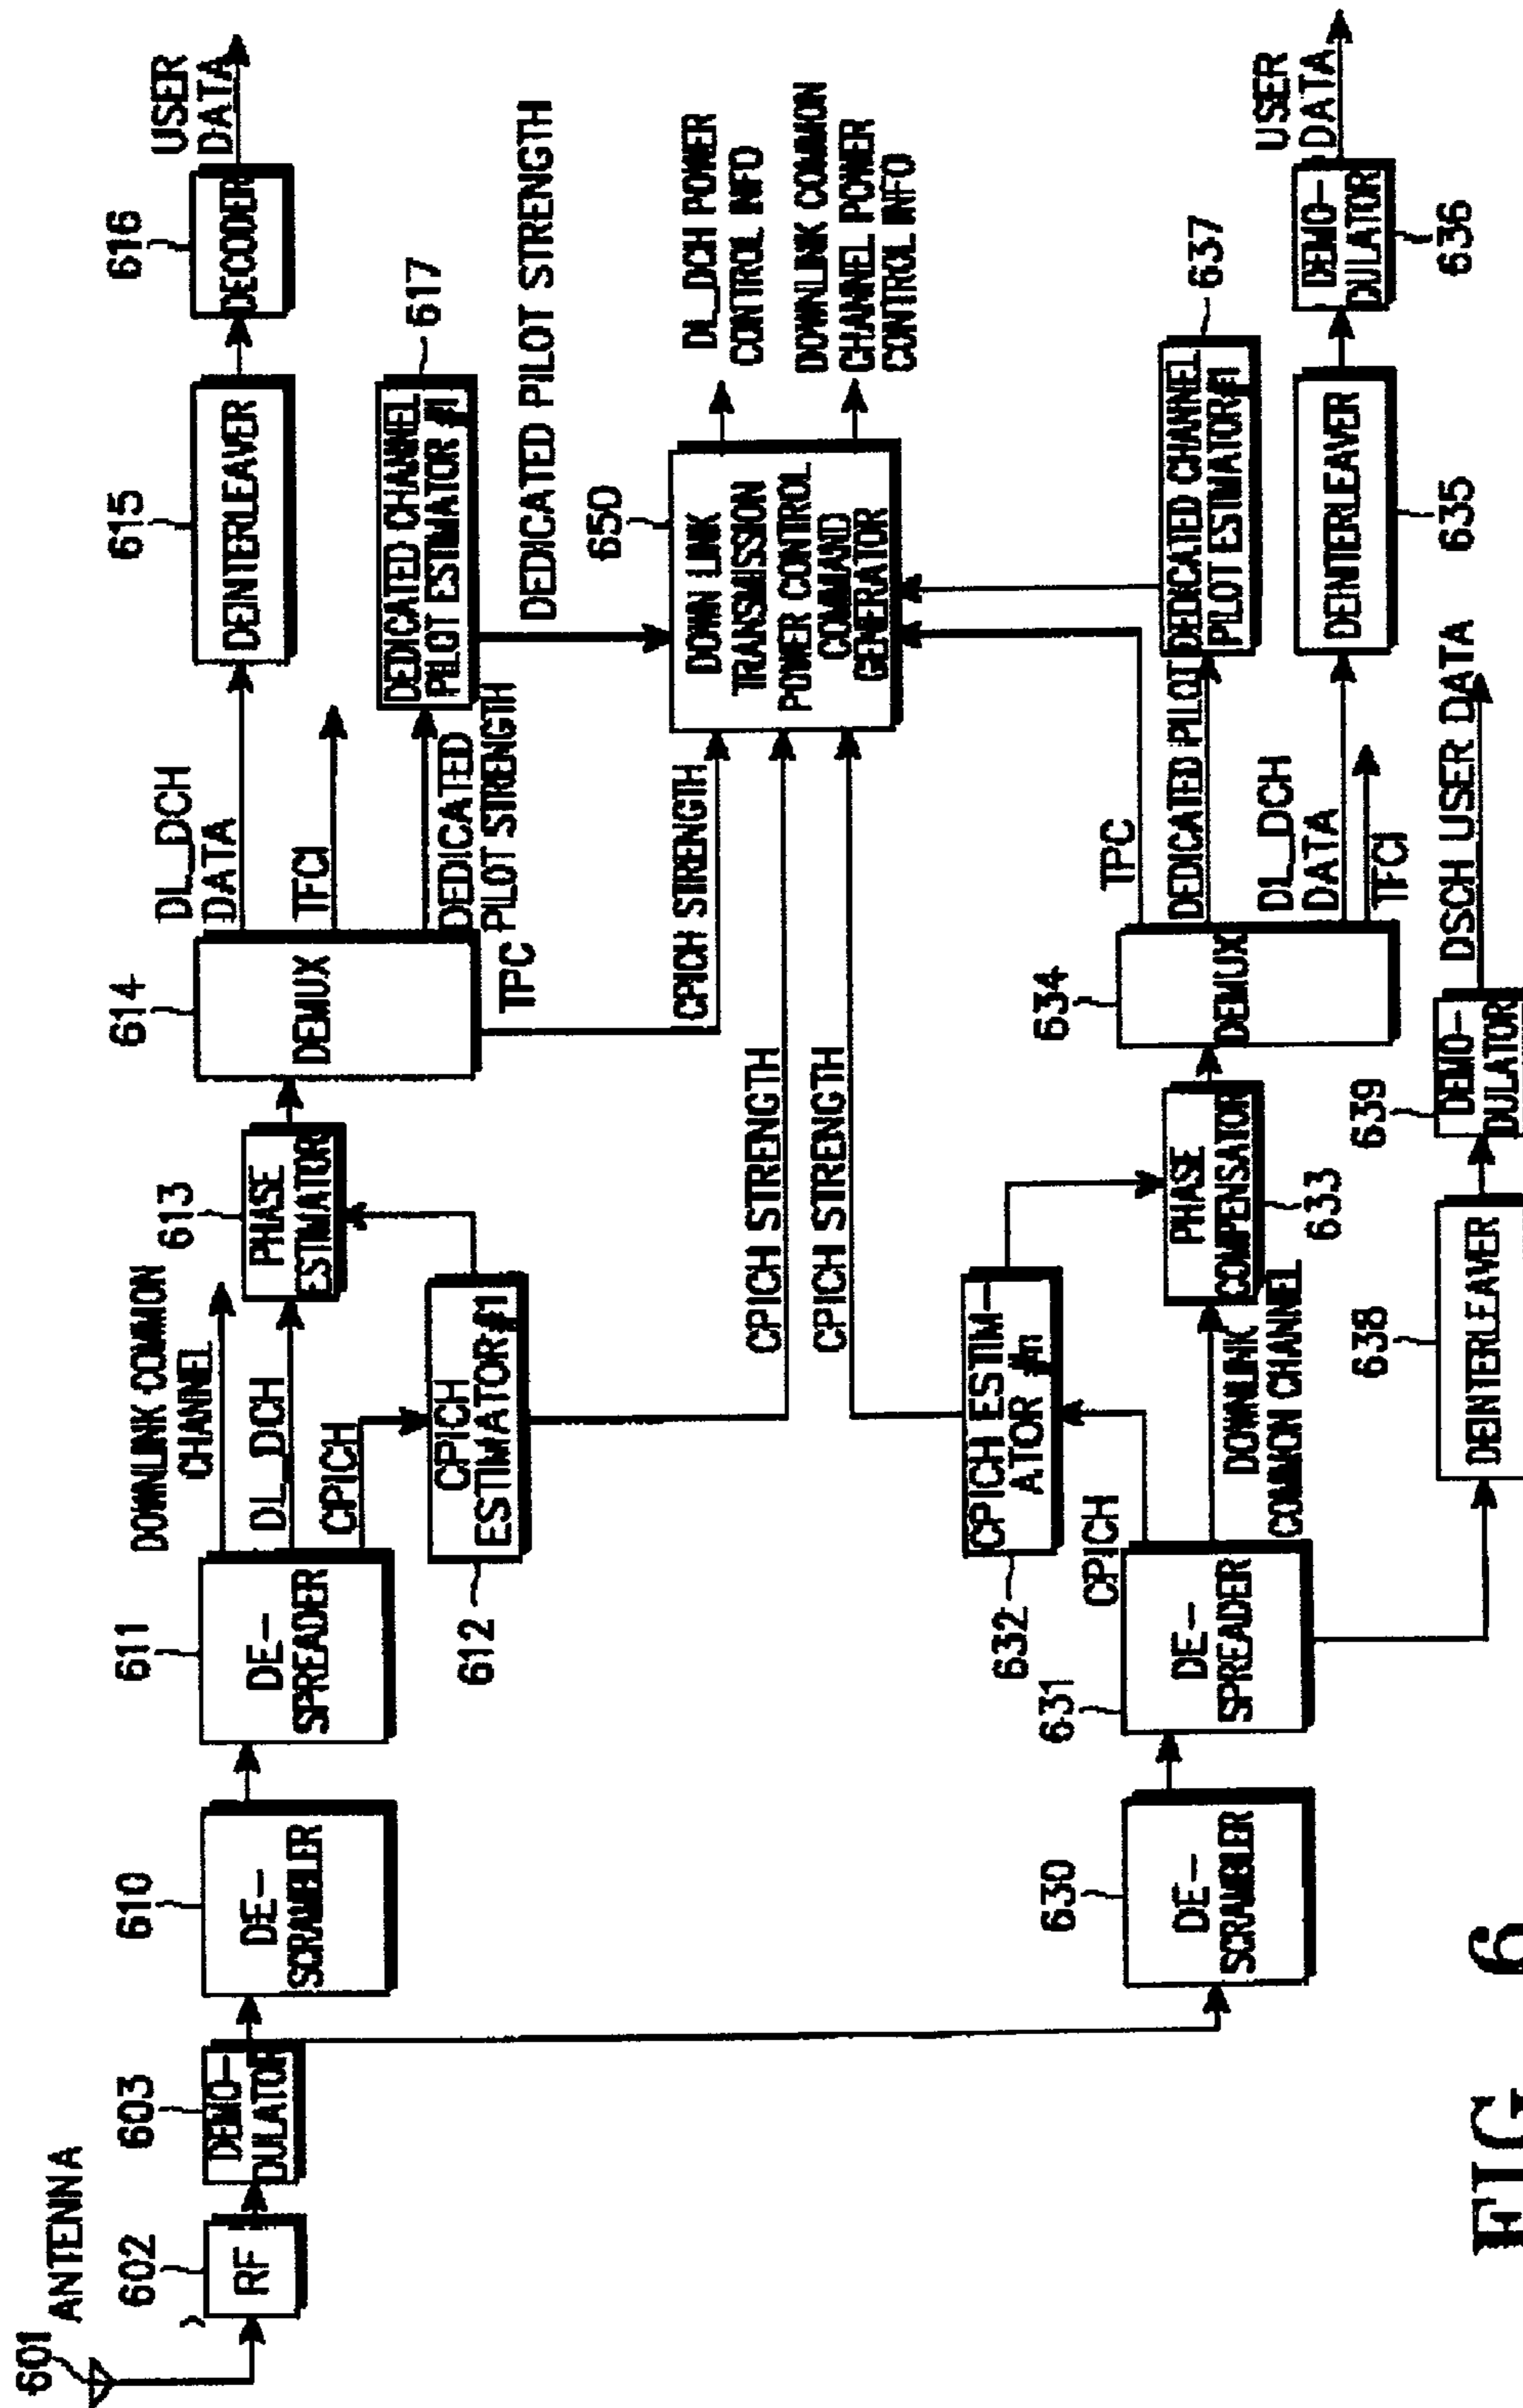 601
ANTENNA
602
RF
603
DEMO-
DULATOR
610
DE-
SCRAMBLER
611
DE-
SPREADER
DOWNLINK COMMON
CHANNEL
DL_DCH
CPICH
CPICH
ESTIMATOR#1
612
613
PHASE
ESTIMATOR
614
DEMUX
DL_DCH
DATA
TFCI
DEDICATED
PILOT STRENGTH
TPC
615
DEINTERLEAVER
616
DECODER
USER
DATA
DEDICATED CHANNEL
PILOT ESTIMATOR #1
617
DEDICATED PILOT STRENGTH
CPICH STRENGTH
CPICH STRENGTH
CPICH STRENGTH
650
DOWN LINK
TRANSMISSION
POWER CONTROL
COMMAND
GENERATOR
DL_DCH POWER
CONTROL INFO
DOWNLINK COMMON
CHANNEL POWER
CONTROL INFO
630
DE-
SCRAMBLER
631
DE-
SPREADER
CPICH
632
CPICH ESTIM-
ATOR #n
DOWNLINK
COMMON CHANNEL
PHASE
COMPENSATOR
633
634
DEMUX
TPC
DEDICATED PILOT
DL_DCH
DATA
TFCI
DEDICATED CHANNEL
PILOT ESTIMATOR#1
637
DEINTERLEAVER
635
DEMO-
DULATOR
636
USER
DATA
638
DEINTERLEAVER
639
DEMO-
DULATOR
DSCH USER DATA
FIG 6